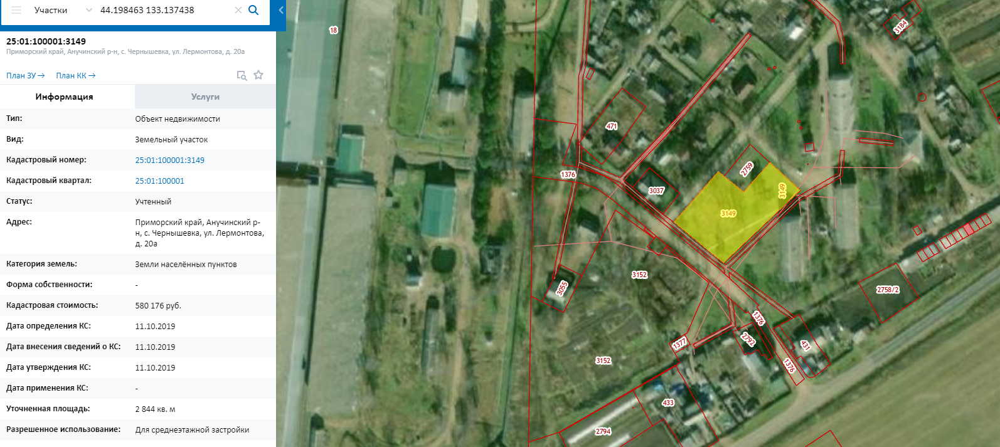 Участки
44.198463 133.137438
25:01:100001:3149
Приморский край, Анучинский р-н, с. Чернышевка, ул. Лермонтова, д. 20а
План ЗУ→ План КК→
Информация Услуги
Тип: Объект недвижимости
Вид: Земельный участок
Кадастровый номер: 25:01:100001:3149
Кадастровый квартал: 25:01:100001
Статус: Учтенный
Адрес: Приморский край, Анучинский р-
н, с. Чернышевка, ул. Лермонтова,
д. 20а
Категория земель: Земли населённых пунктов
Форма собственности: -
Кадастровая стоимость: 580 176 руб.
Дата определения КС: 11.10.2019
Дата внесения сведений о КС: 11.10.2019
Дата утверждения КС: 11.10.2019
Дата применения КС: -
Уточненная площадь: 2 844 кв. м
Разрешенное использование: Для среднеэтажной застройки
18
3184
471
1376
2759
3037
3149
3149
3152
3055
2758/2
1376
2792
431
1377
3152
1376
433
2794